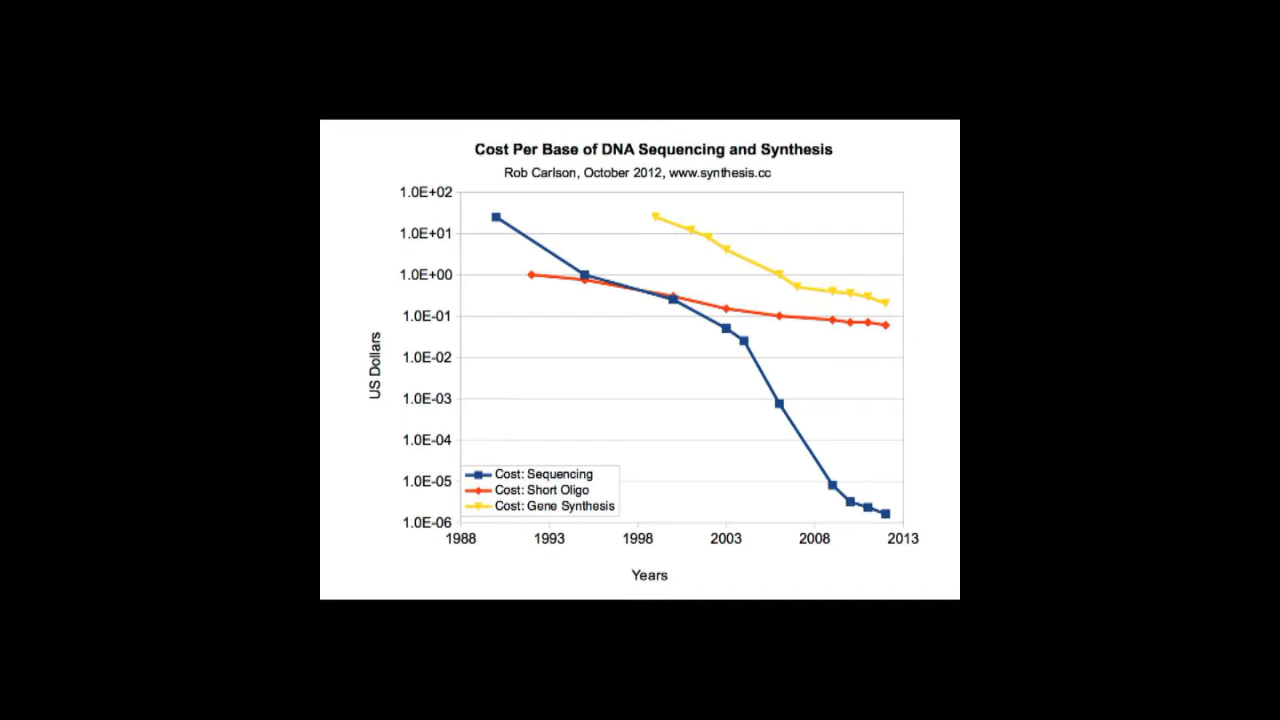 Cost Per Base of DNA Sequencing and Synthesis
Rob Carlson, October 2012, www.synthesis.cc
1.0E+02
1.0E+01
1.0E+00
1.0E-01
1.0E-02
1.0E-03
1.0E-04
1.0E-05
1.0E-06
US Dollars
Cost: Sequencing
Cost: Short Oligo
Cost: Gene Synthesis
1988 1993 1998 2003 2008 2013
Years